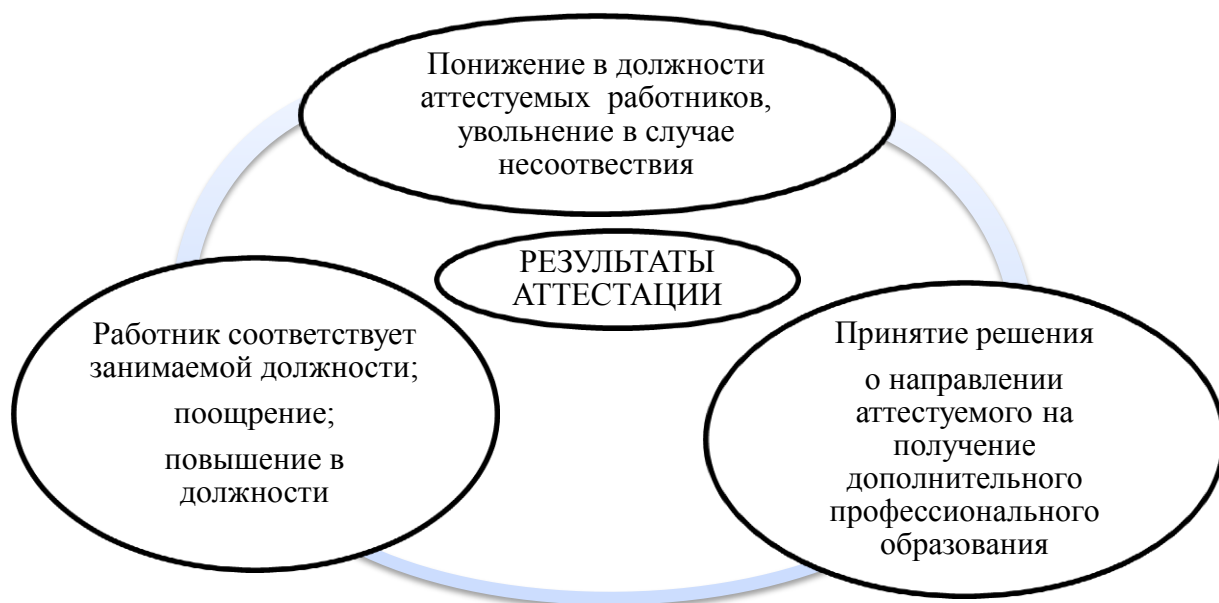 Понижение в должности
аттестуемых работников,
увольнение в случае
несоотвествия
РЕЗУЛЬТАТЫ
АТТЕСТАЦИИ
Работник соответствует
занимаемой должности;
поощрение;
повышение в
должности
Принятие решения
о направлении
аттестуемого на
получение
дополнительного
профессионального
образования